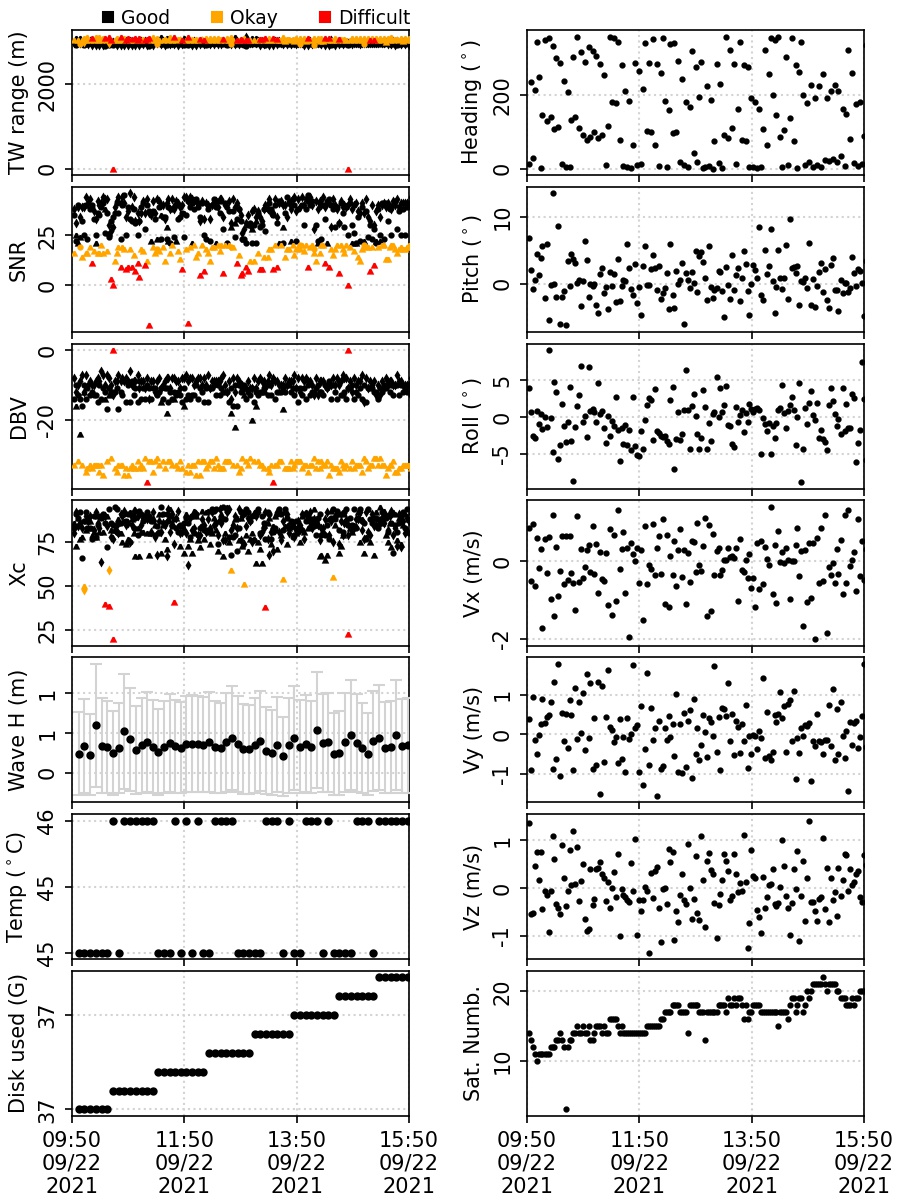 Good Okay Difficult
TW range (m)
2000
0
Heading (°)
200
0
SNR
25
0
Pitch (°)
10
0
DBV
0
-20
Roll (°)
5
0
-5
Xc
75
50
25
Vx (m/s)
0
-2
Wave H (m)
1
1
0
Vy (m/s)
1
0
-1
Temp (°C)
46
45
45
Vz (m/s)
1
0
-1
Disk used (G)
37
37
Sat. Numb.
20
10
09:50 11:50 13:50 15:50 09:50 11:50 13:50 15:50
09/22 09/22 09/22 09/22 09/22 09/22 09/22 09/22
2021 2021 2021 2021 2021 2021 2021 2021